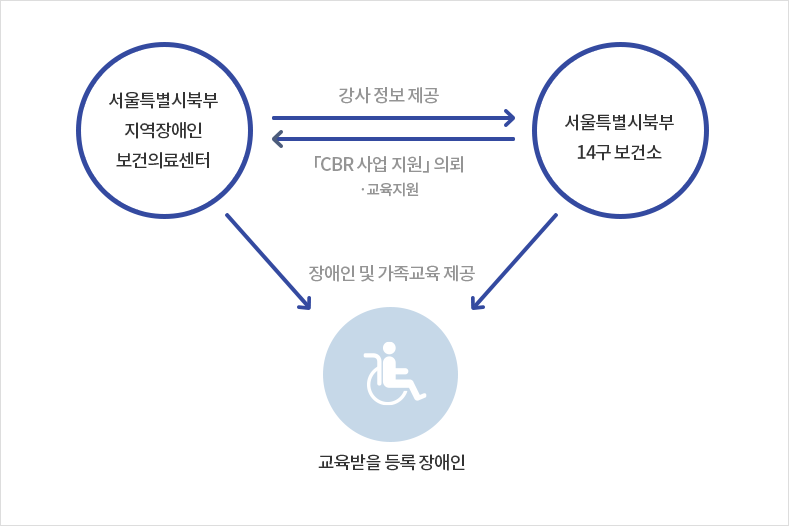 서울특별시북부
지역장애인
보건의료센터
강사 정보 제공
「CBR 사업 지원」 의뢰
· 교육지원
서울특별시북부
14구 보건소
장애인 및 가족교육 제공
교육받을 등록 장애인